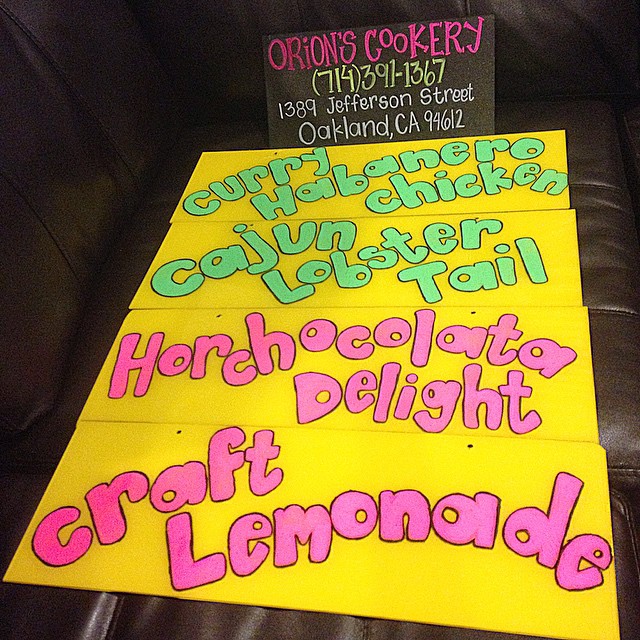 ORION'S COOKERY
(714)391-1367
1389 Jefferson Street
Oakland, CA 94612
curry
Habanero
chicken
cajun
Lobster
Tail
Horchocolata
Delight
craft
Lemonade